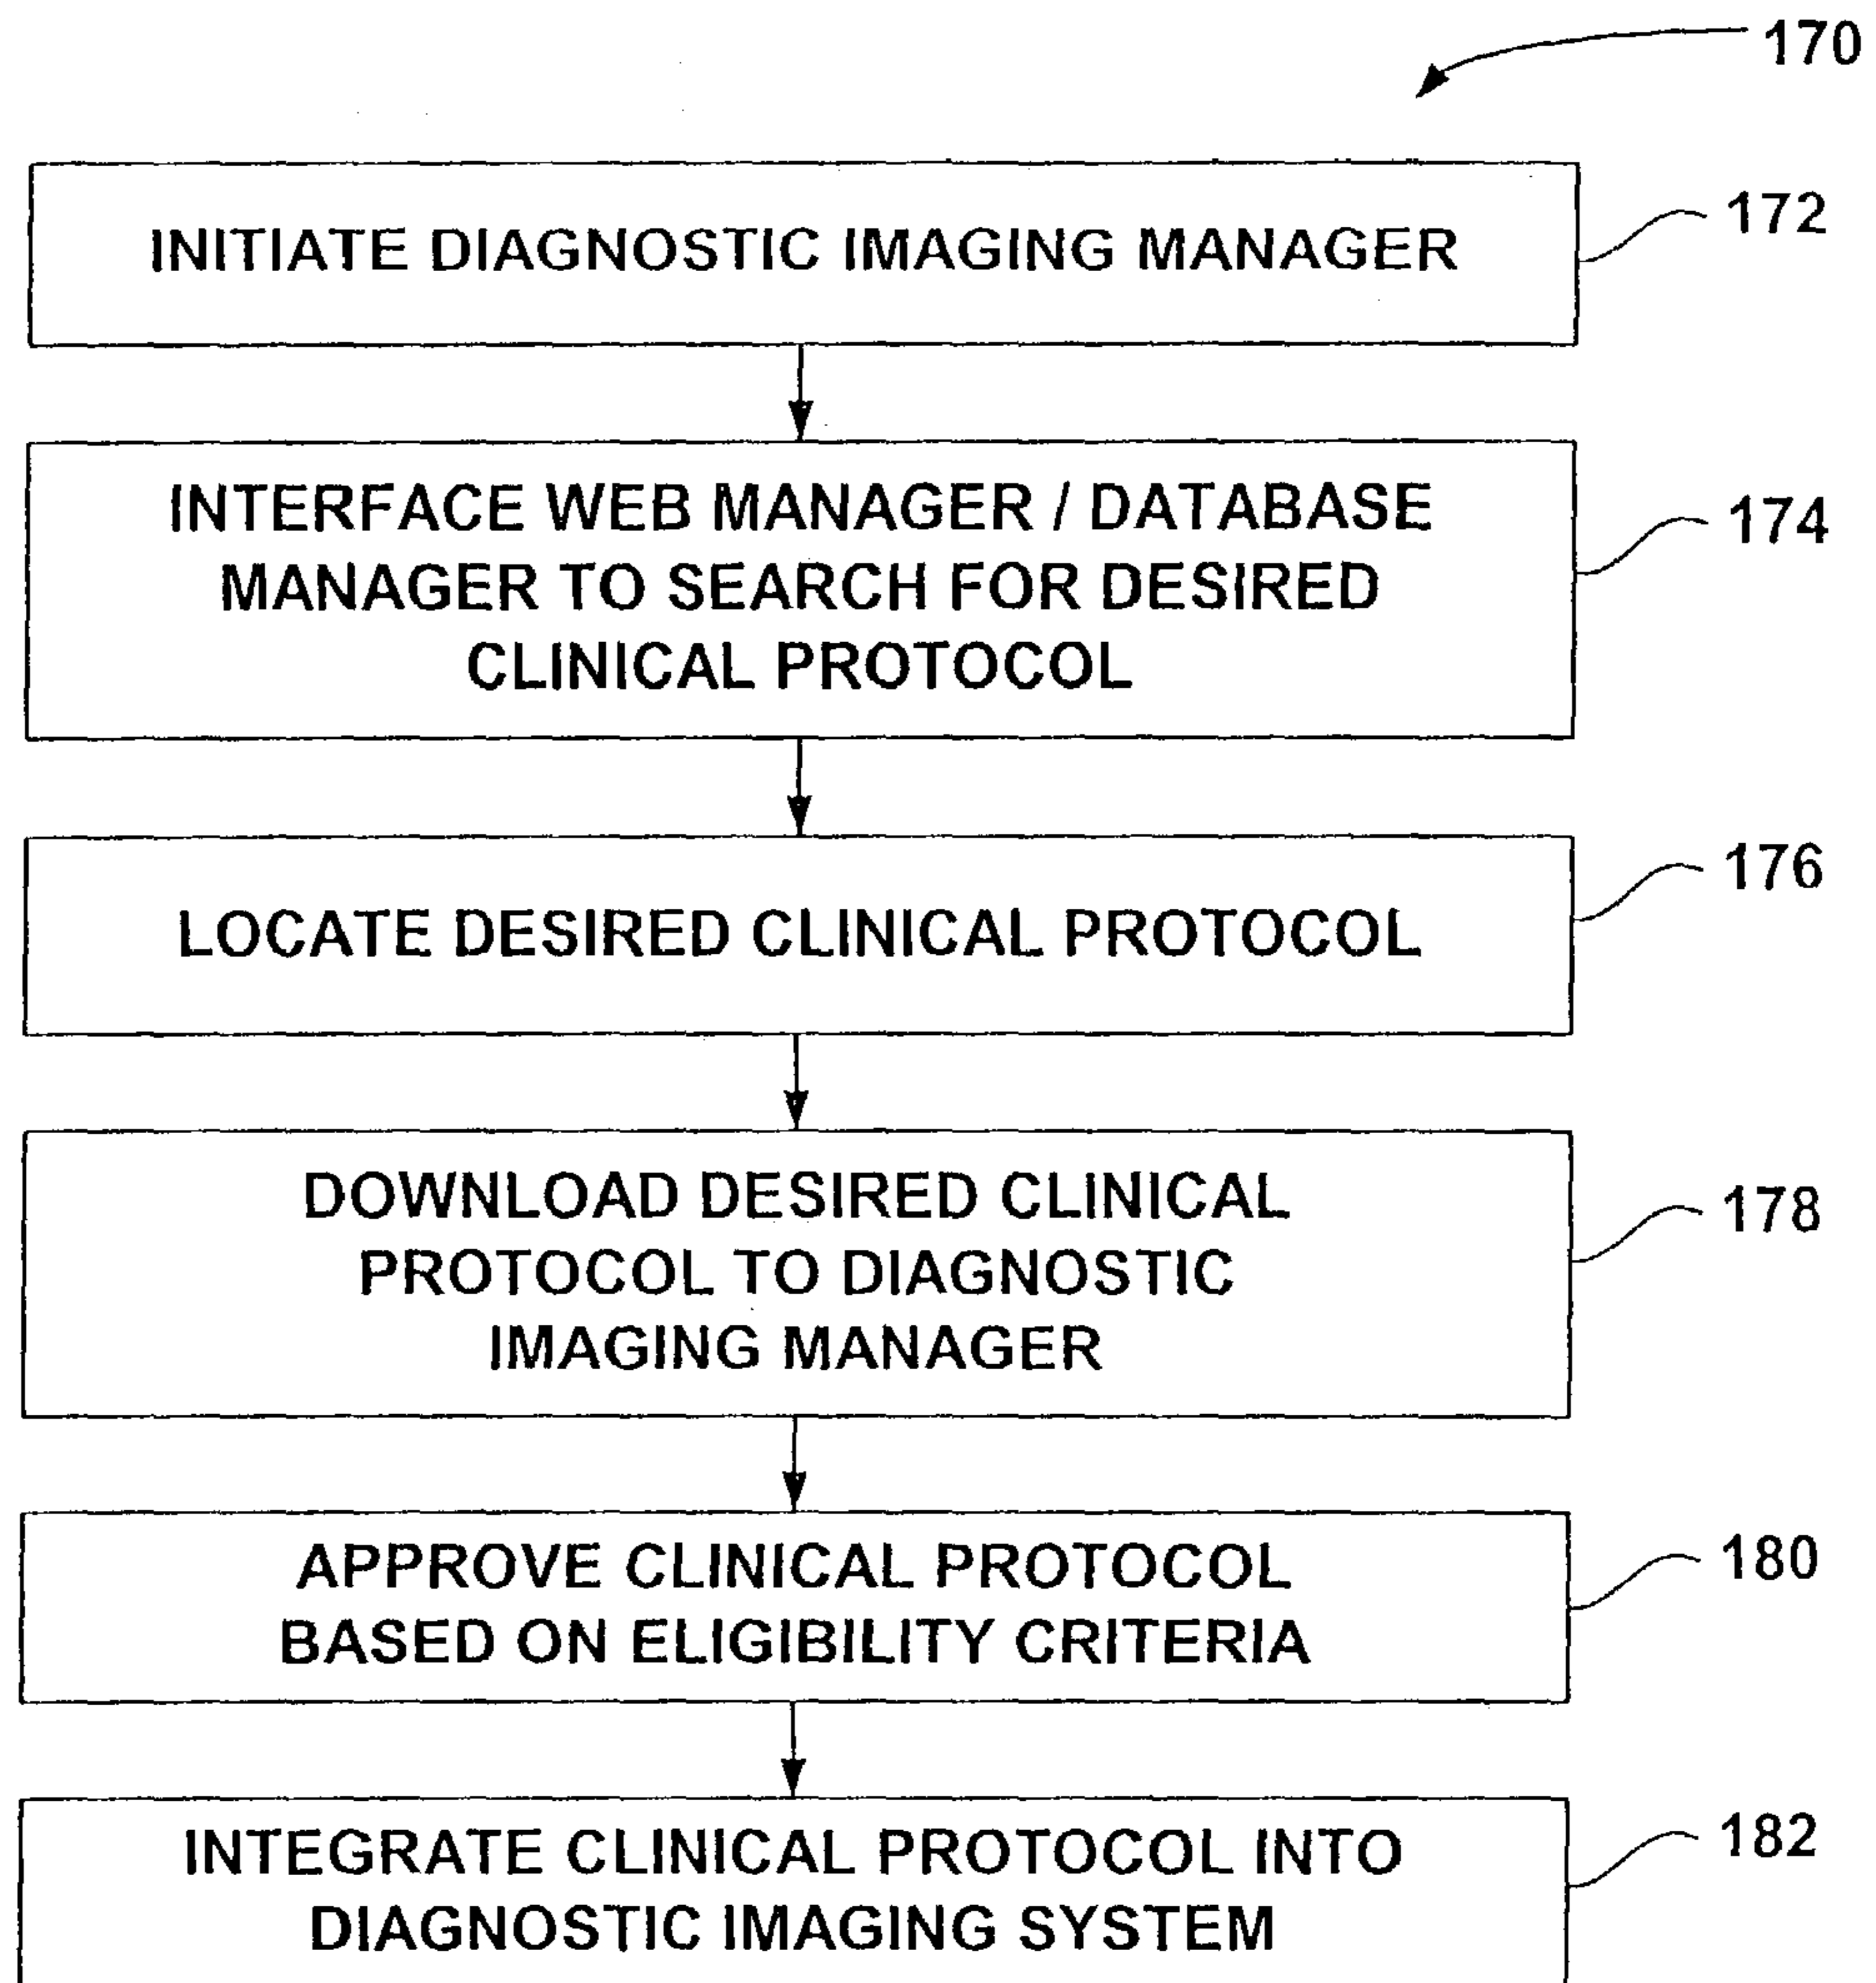 170
INITIATE DIAGNOSTIC IMAGING MANAGER
172
INTERFACE WEB MANAGER / DATABASE
MANAGER TO SEARCH FOR DESIRED
CLINICAL PROTOCOL
174
LOCATE DESIRED CLINICAL PROTOCOL
176
DOWNLOAD DESIRED CLINICAL
PROTOCOL TO DIAGNOSTIC
IMAGING MANAGER
178
APPROVE CLINICAL PROTOCOL
BASED ON ELIGIBILITY CRITERIA
180
INTEGRATE CLINICAL PROTOCOL INTO
DIAGNOSTIC IMAGING SYSTEM
182